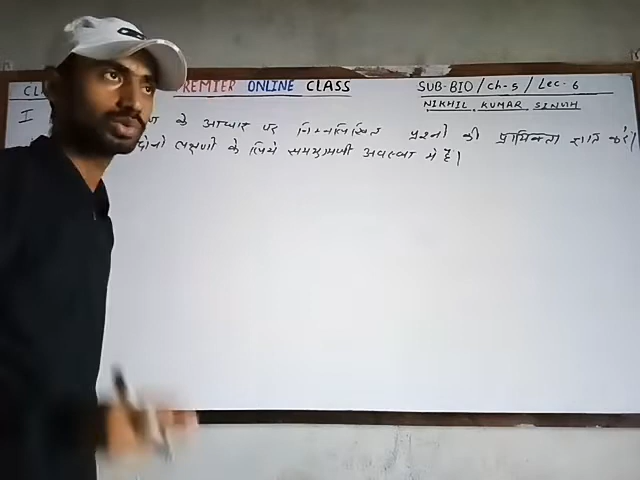 CL PREMIER ONLINE CLASS SUB-BIO/Ch-5/Lec-6
NIKHIL KUMAR SINGH
I के आधार पर निम्नलिखित प्रश्नों की प्रायिकता ज्ञात करें।
दोनों लक्षणों के लिये समयुग्मजी अवस्था में है।